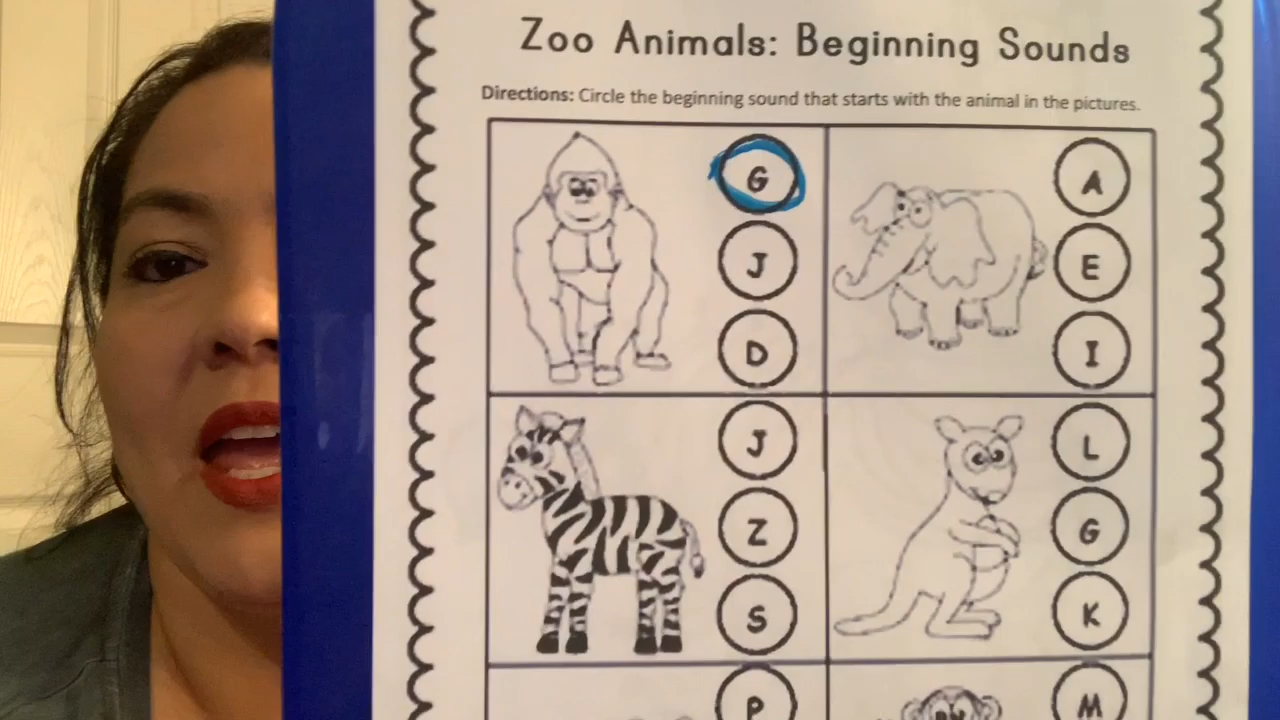 Zoo Animals: Beginning Sounds
Directions: Circle the beginning sound that starts with the animal in the pictures.
G
J
D
A
E
I
J
Z
S
L
G
K
P
M